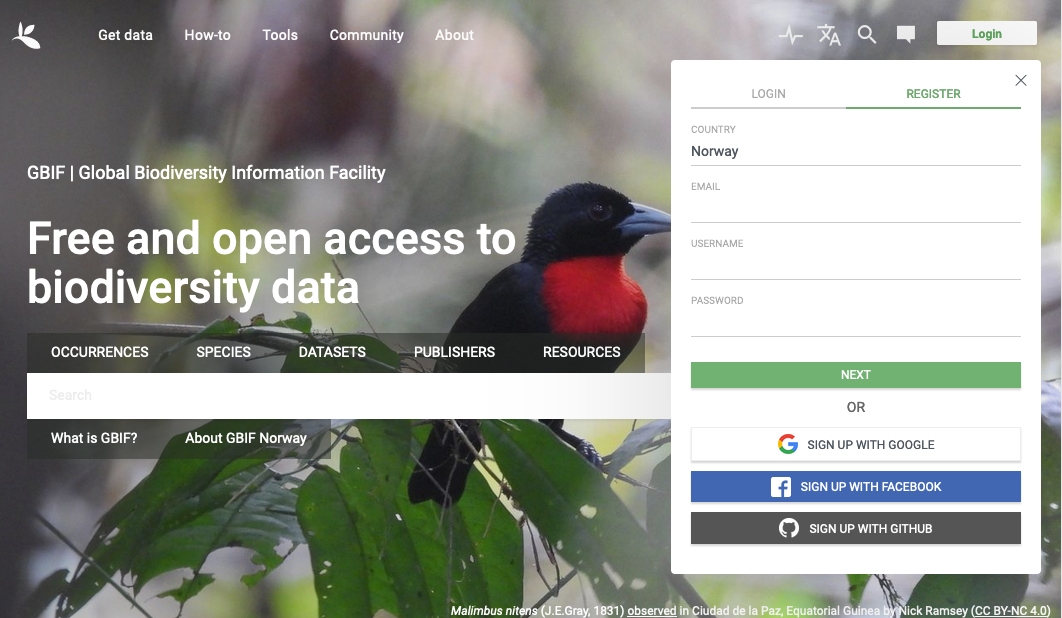 Get data How-to Tools Community About Login
LOGIN REGISTER
COUNTRY
Norway
EMAIL
USERNAME
PASSWORD
NEXT
OR
SIGN UP WITH GOOGLE
SIGN UP WITH FACEBOOK
SIGN UP WITH GITHUB
GBIF | Global Biodiversity Information Facility
Free and open access to
biodiversity data
OCCURRENCES SPECIES DATASETS PUBLISHERS RESOURCES
Search
What is GBIF? About GBIF Norway
Malimbus nitens (J.E.Gray, 1831) observed in Ciudad de la Paz, Equatorial Guinea by Nick Ramsey (CC BY-NC 4.0)